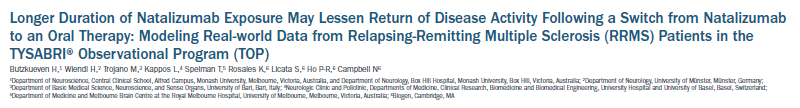 Longer Duration of Natalizumab Exposure May Lessen Return of Disease Activity Following a Switch from Natalizumab
to an Oral Therapy: Modeling Real-world Data from Relapsing-Remitting Multiple Sclerosis (RRMS) Patients in the
TYSABRI® Observational Program (TOP)
Butzkueven H,¹ Wiendl H,² Trojano M,³ Kappos L,⁴ Spelman T,⁵ Rosales K,⁶ Licata S,⁶ Ho P-R,⁶ Campbell N⁶
¹Department of Neuroscience, Central Clinical School, Alfred Campus, Monash University, Melbourne, Victoria, Australia, and Department of Neurology, Box Hill Hospital, Monash University, Box Hill, Victoria, Australia; ²Department of Neurology, University of Münster, Münster, Germany;
³Department of Basic Medical Science, Neuroscience, and Sense Organs, University of Bari, Bari, Italy; ⁴Neurologic Clinic and Policlinic, Departments of Medicine, Clinical Research, Biomedicine and Biomedical Engineering, University Hospital and University of Basel, Basel, Switzerland;
⁵Department of Medicine and Melbourne Brain Centre at the Royal Melbourne Hospital, University of Melbourne, Melbourne, Victoria, Australia; ⁶Biogen, Cambridge, MA